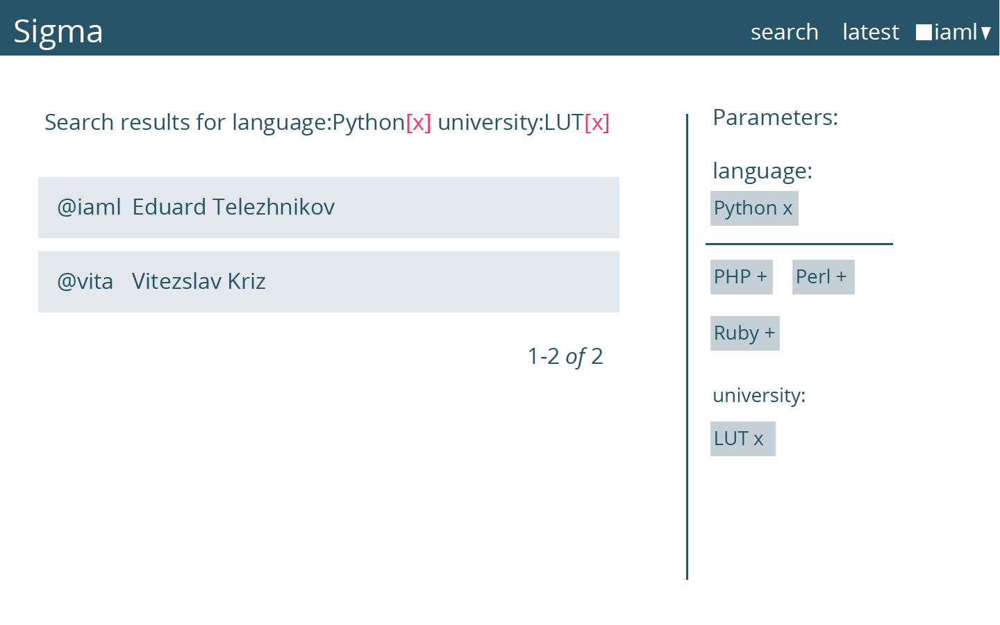 Sigma
search latest iaml▼
Search results for language:Python[x] university:LUT[x]
@iaml Eduard Telezhnikov
@vita Vitezslav Kriz
1-2 of 2
Parameters:
language:
Python x
PHP + Perl +
Ruby +
university:
LUT x